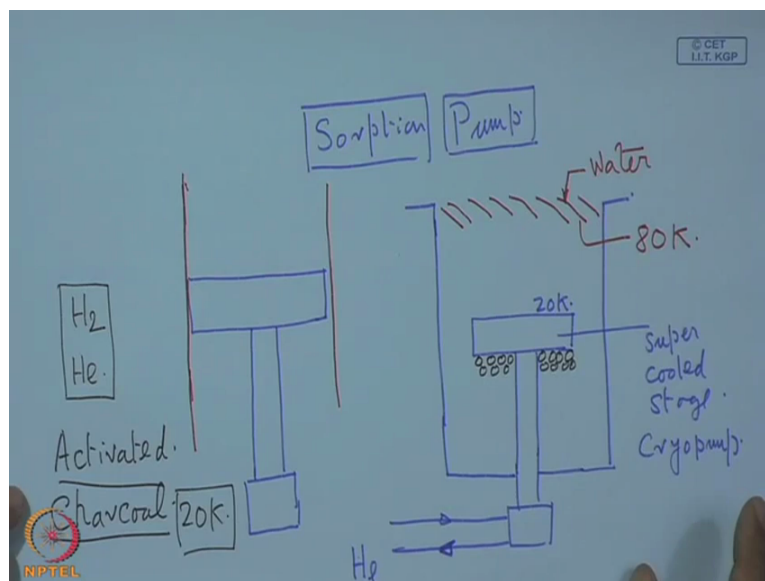 © CET
I.I.T. KGP
Sorption Pump.
Water
80K.
20K.
H2
He.
Super
Cooled
Stage.
Cryopump.
Activated.
Charcoal 20K.
He
NPTEL